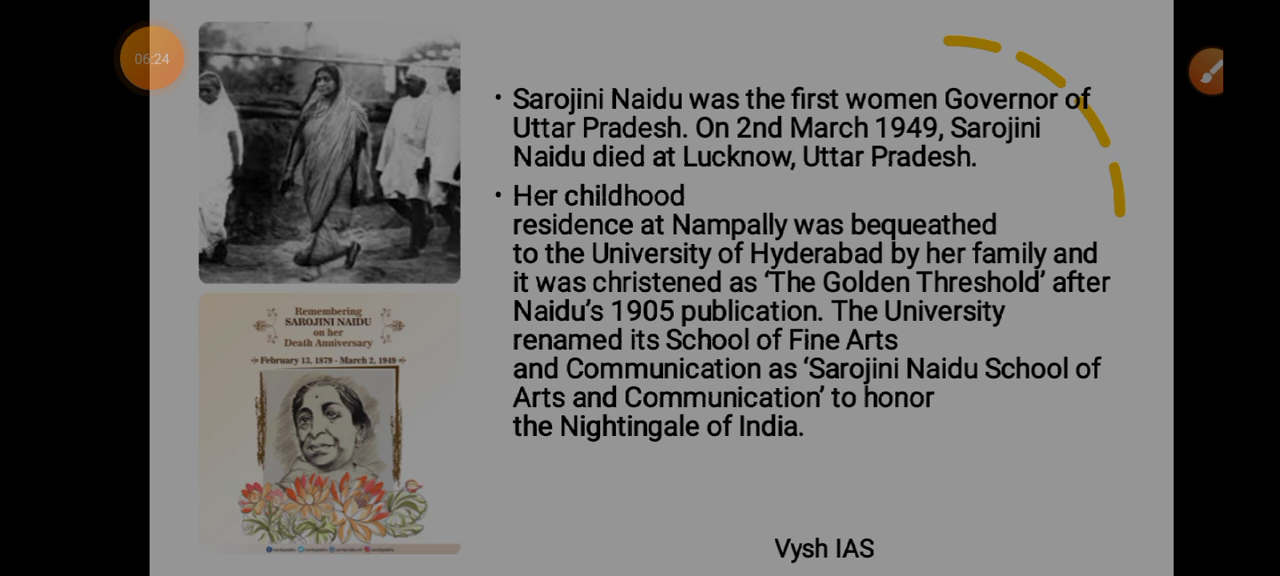 06:24
• Sarojini Naidu was the first women Governor of
Uttar Pradesh. On 2nd March 1949, Sarojini
Naidu died at Lucknow, Uttar Pradesh.
• Her childhood
residence at Nampally was bequeathed
to the University of Hyderabad by her family and
it was christened as ‘The Golden Threshold’ after
Naidu’s 1905 publication. The University
renamed its School of Fine Arts
and Communication as ‘Sarojini Naidu School of
Arts and Communication’ to honor
the Nightingale of India.
Remembering
SAROJINI NAIDU
on her
Death Anniversary
February 13, 1879 - March 2, 1949
Vysh IAS